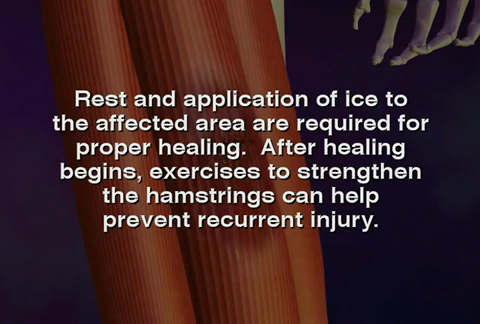 Rest and application of ice to
the affected area are required for
proper healing.  After healing
begins, exercises to strengthen
the hamstrings can help
prevent recurrent injury.